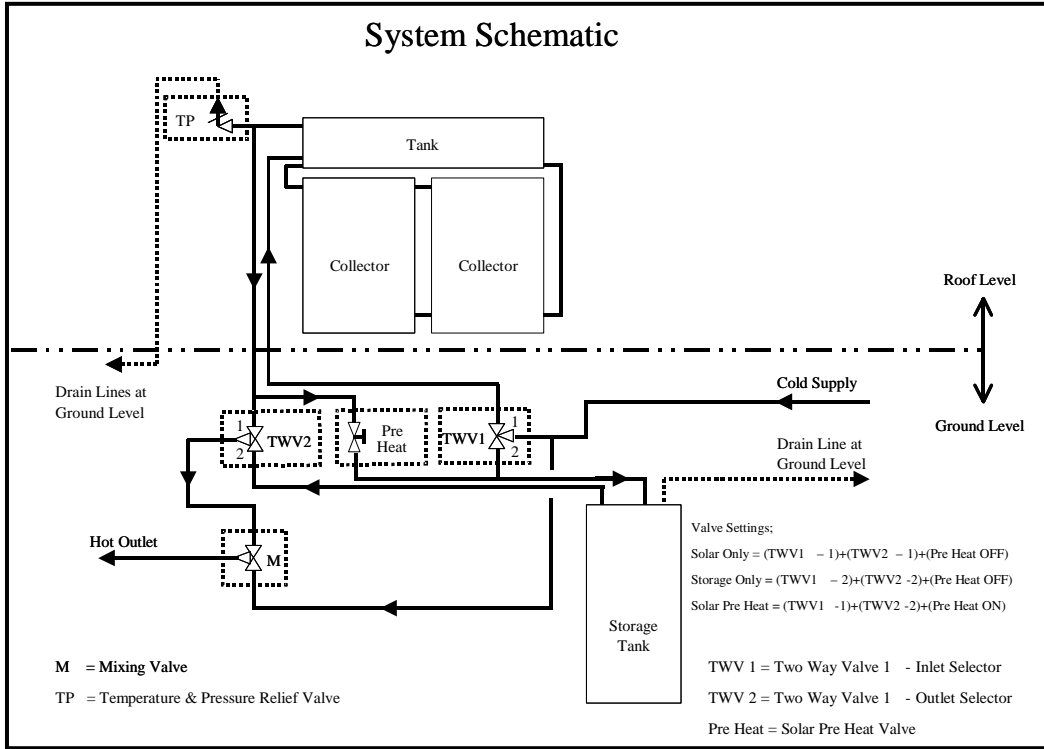 System Schematic
TP
Tank
Collector
Collector
Roof Level
Drain Lines at
Ground Level
Cold Supply
Ground Level
1
TWV2
2
Pre
Heat
1
TWV1
2
Drain Line at
Ground Level
Hot Outlet
M
Valve Settings;
Solar Only = (TWV1 – 1)+(TWV2 – 1)+(Pre Heat OFF)
Storage Only = (TWV1 – 2)+(TWV2 -2)+(Pre Heat OFF)
Solar Pre Heat = (TWV1 -1)+(TWV2 -2)+(Pre Heat ON)
Storage
Tank
M = Mixing Valve
TP = Temperature & Pressure Relief Valve
TWV 1 = Two Way Valve 1 - Inlet Selector
TWV 2 = Two Way Valve 1 - Outlet Selector
Pre Heat = Solar Pre Heat Valve